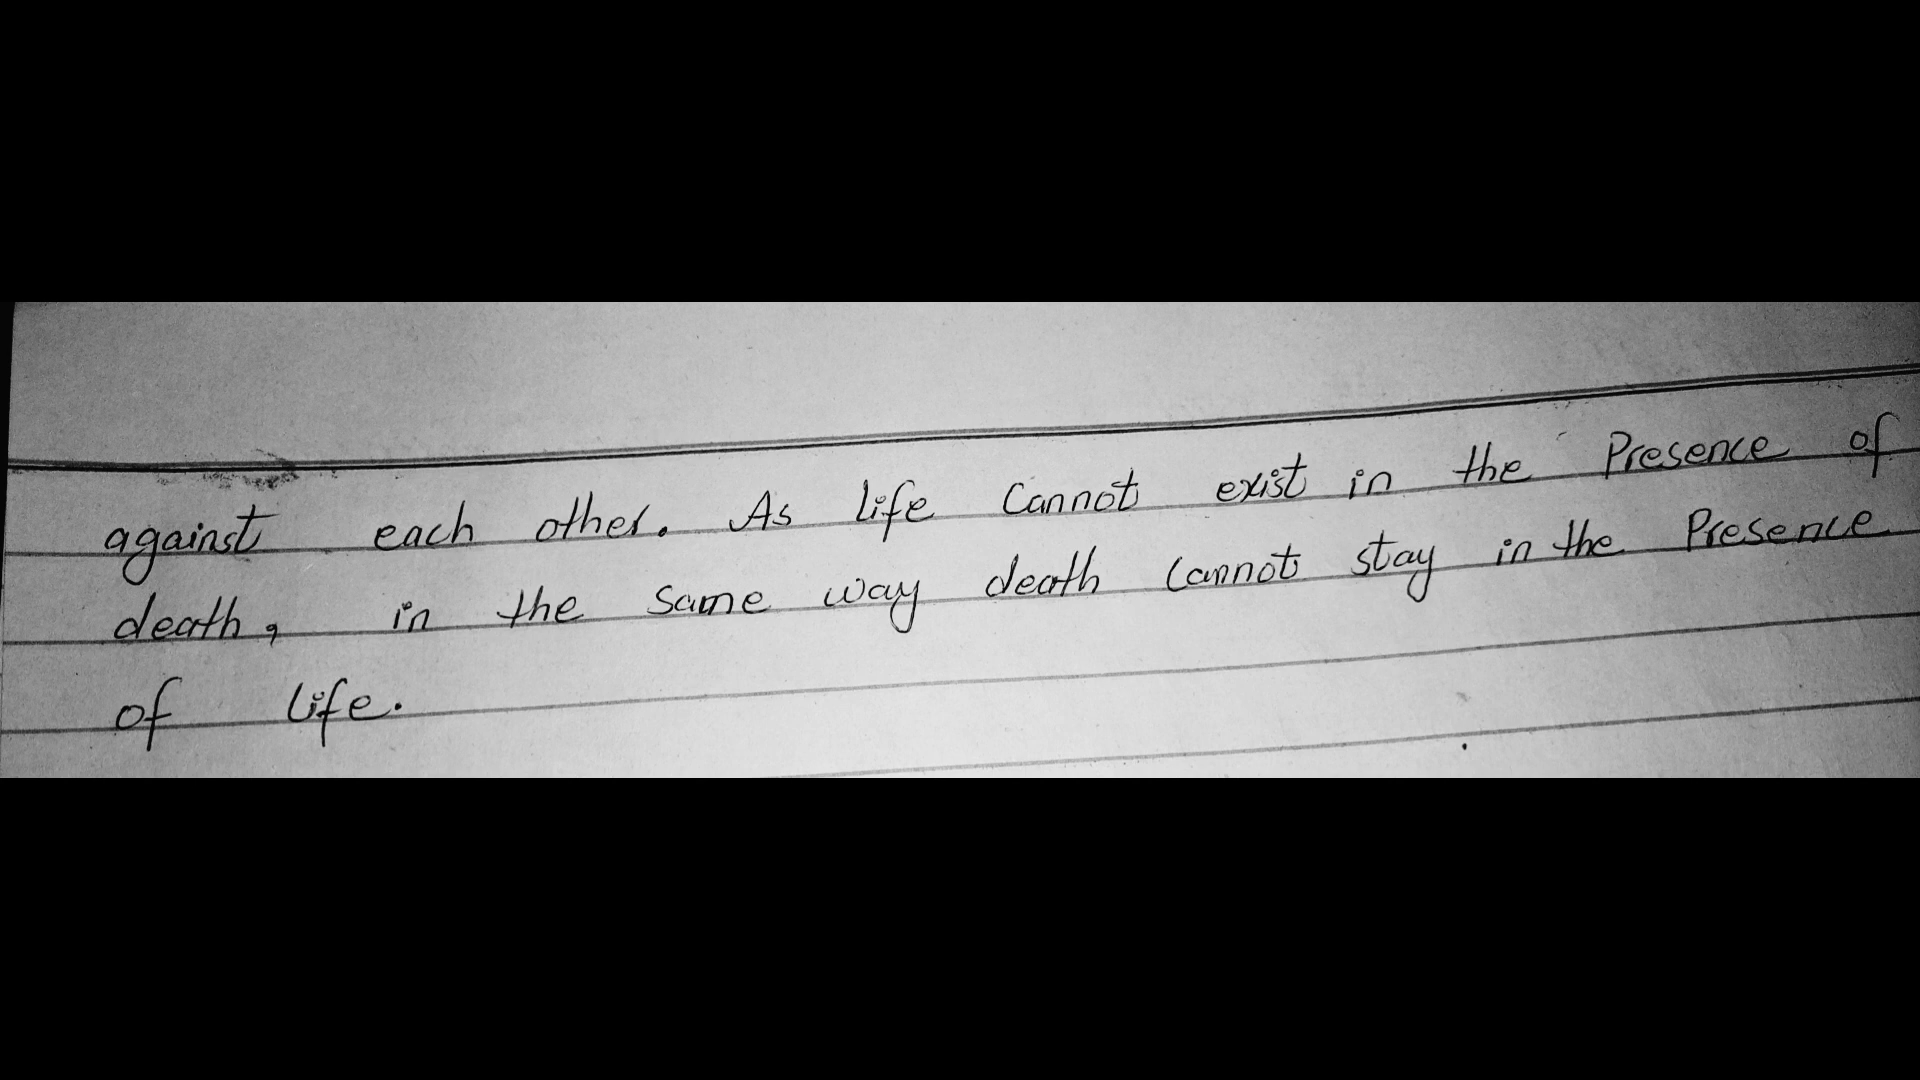 against each other. As life Cannot exist in the Presence of
death, in the same way death Cannot stay in the Presence
of life.